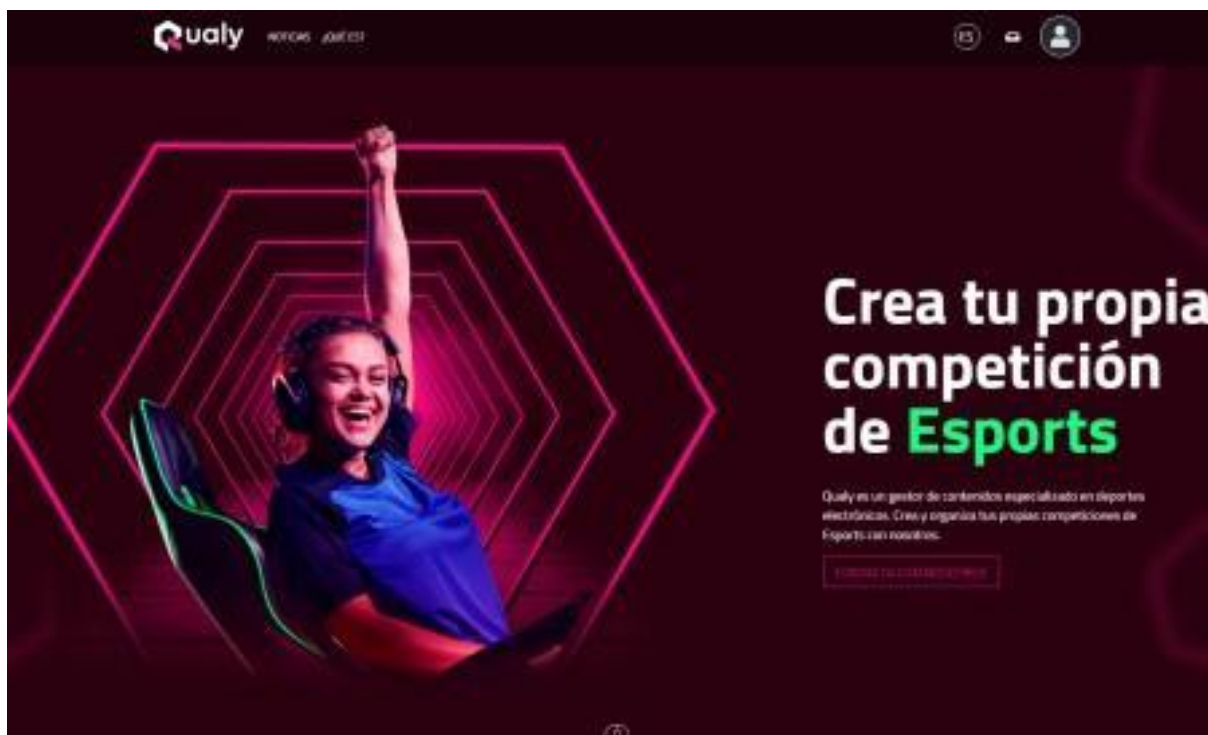 Qualy
NOTICIAS ¿QUÉ ES?
ES
Crea tu propia
competición
de Esports
Qualy es un gestor de contenidos especializado en deportes
electrónicos. Crea y organiza tus propias competiciones de
Esports con nosotros.